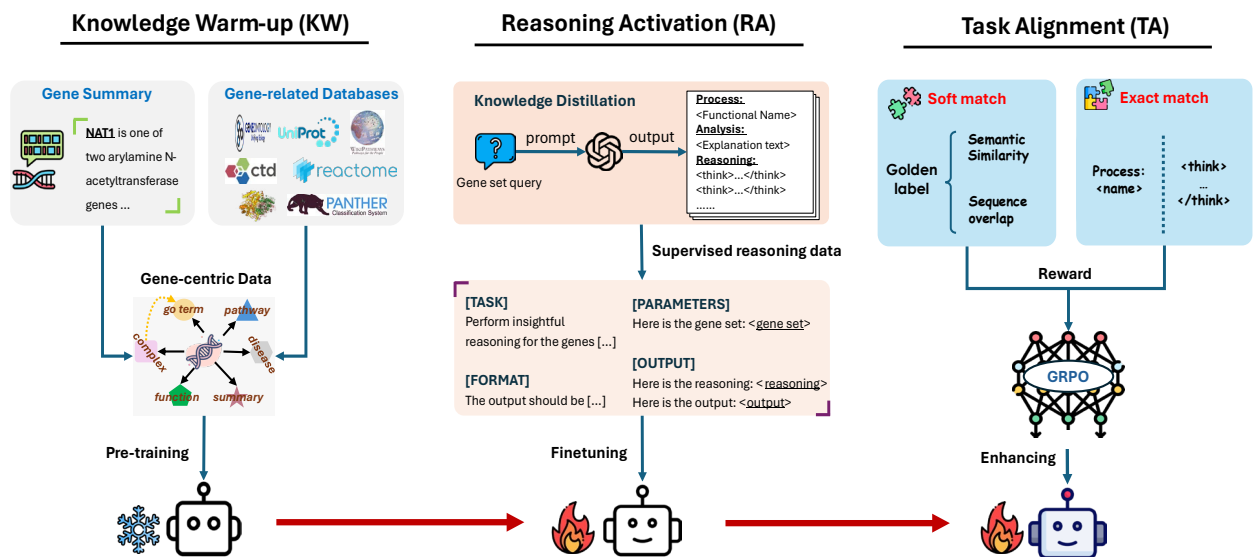 Knowledge Warm-up (KW)
Gene Summary
NAT1 is one of
two arylamine N-
acetyltransferase
genes ...
Gene-related Databases
UniProt
ctd
reactome
PANTHER
Classification System
Gene-centric Data
go term
pathway
complex
disease
function
summary
Pre-training
Reasoning Activation (RA)
Knowledge Distillation
?
prompt
output
Gene set query
Process:
<Functional Name>
Analysis:
<Explanation text>
Reasoning:
<think>...</think>
<think>...</think>
......
Supervised reasoning data
[TASK]
Perform insightful
reasoning for the genes [...]
[FORMAT]
The output should be [...]
[PARAMETERS]
Here is the gene set: <gene set>
[OUTPUT]
Here is the reasoning: <reasoning>
Here is the output: <output>
Finetuning
Task Alignment (TA)
Soft match
Golden
label
Semantic
Similarity
Sequence
overlap
Exact match
Process:
<name>
<think>
...
</think>
Reward
GRPO
Enhancing